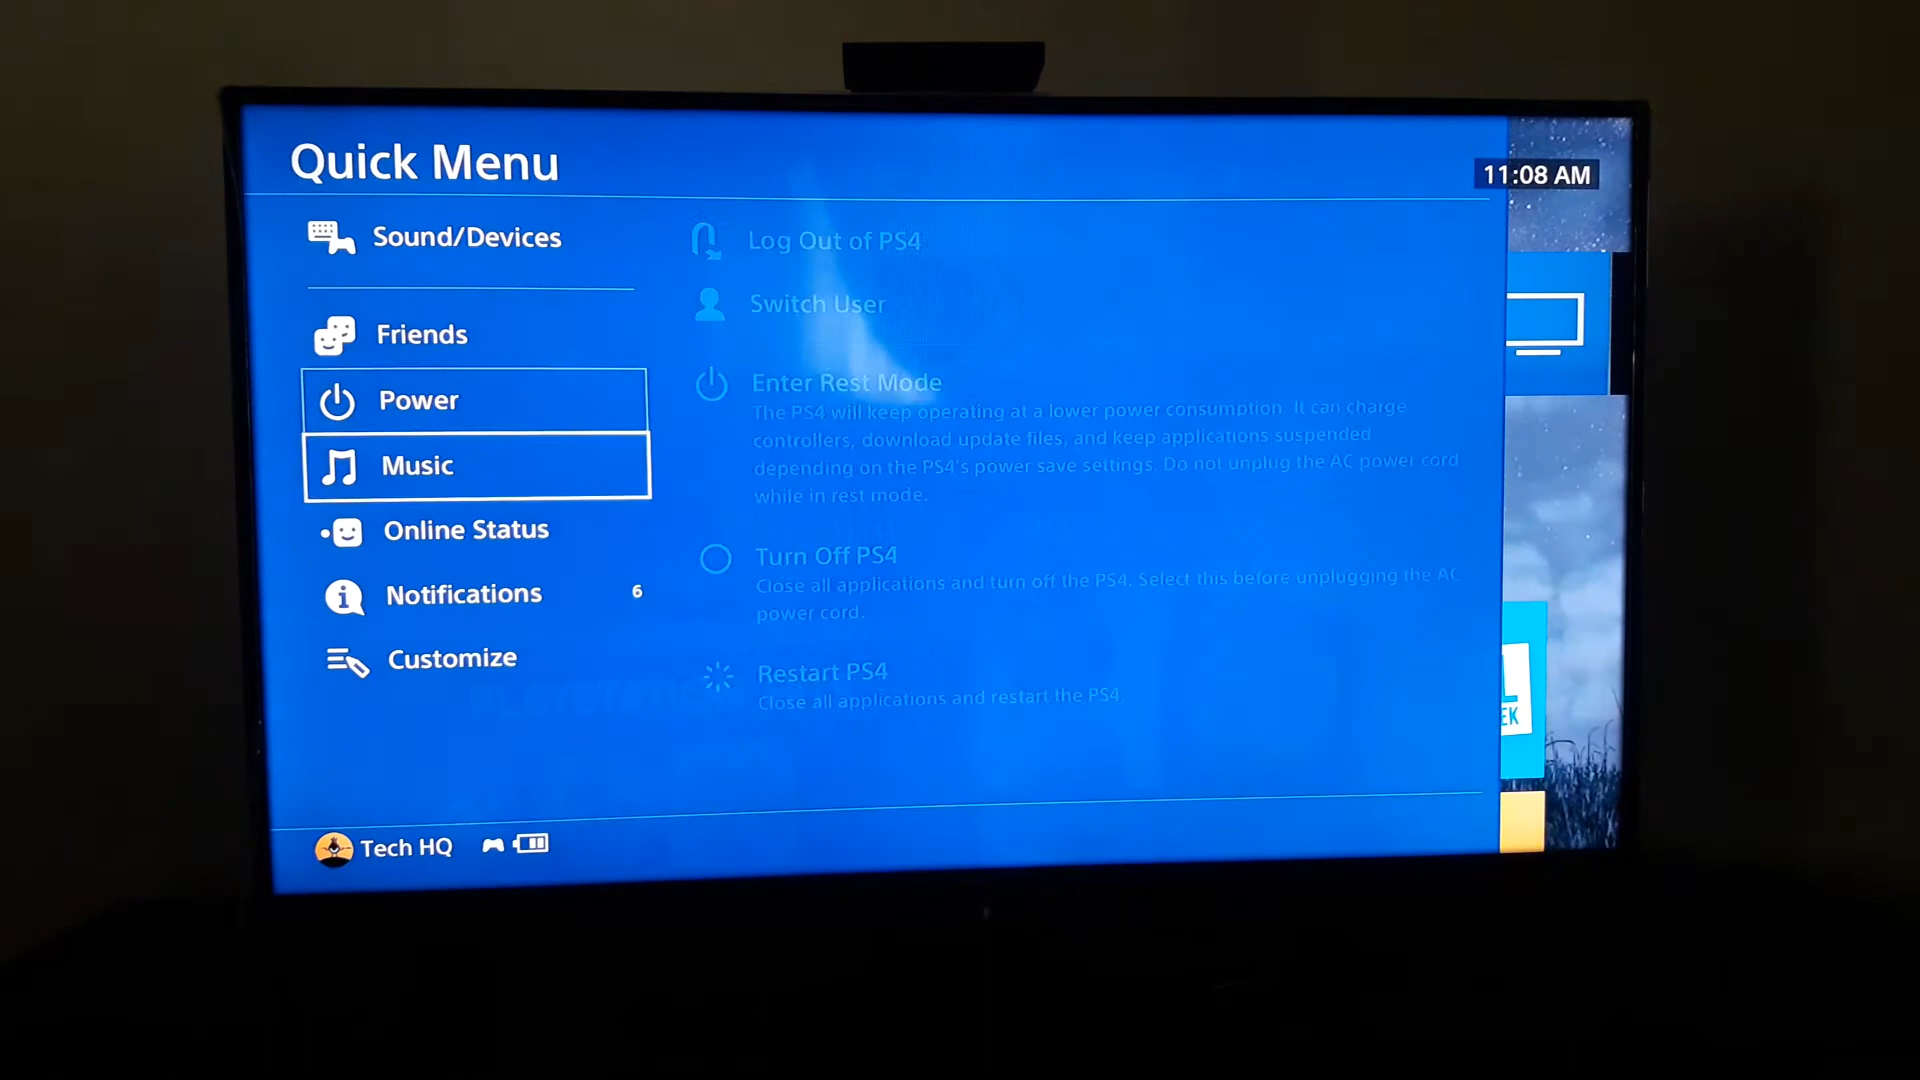 Quick Menu
11:08 AM
Sound/Devices
Friends
Power
Music
Online Status
Notifications 6
Customize
Log Out of PS4
Switch User
Enter Rest Mode
The PS4 will keep operating at a lower power consumption. It can charge
controllers, download update files, and keep applications suspended
depending on the PS4's power save settings. Do not unplug the AC power cord
while in rest mode.
Turn Off PS4
Close all applications and turn off the PS4. Select this before unplugging the AC
power cord.
Restart PS4
Close all applications and restart the PS4.
PLAYSTATION
EK
Tech HQ